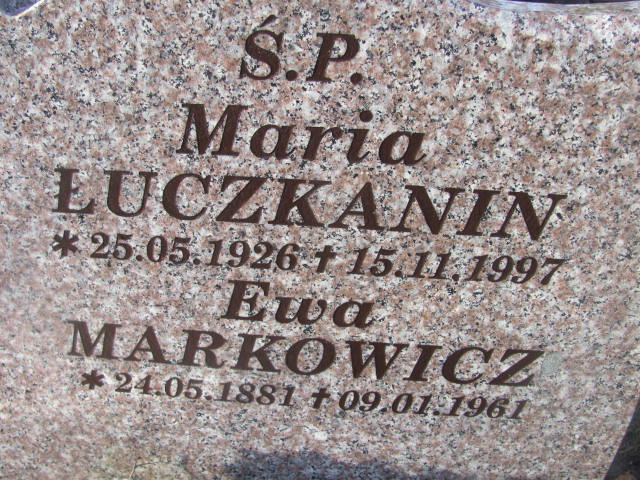 Ś.P.
Maria
ŁUCZKANIN
* 25.05.1926 † 15.11.1997
Ewa
MARKOWICZ
* 24.05.1881 † 09.01.1961